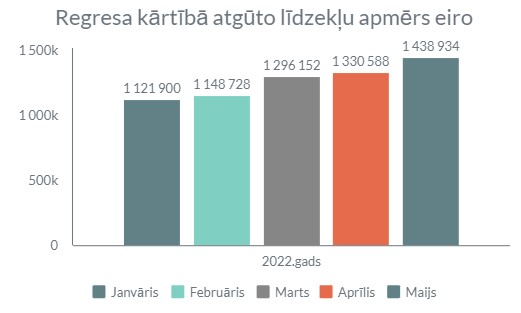 Regresa kārtībā atgūto līdzekļu apmērs eiro
1 500k
1 000k
500k
0
1 121 900
1 148 728
1 296 152
1 330 588
1 438 934
2022.gads
Janvāris Februāris Marts Aprīlis Maijs